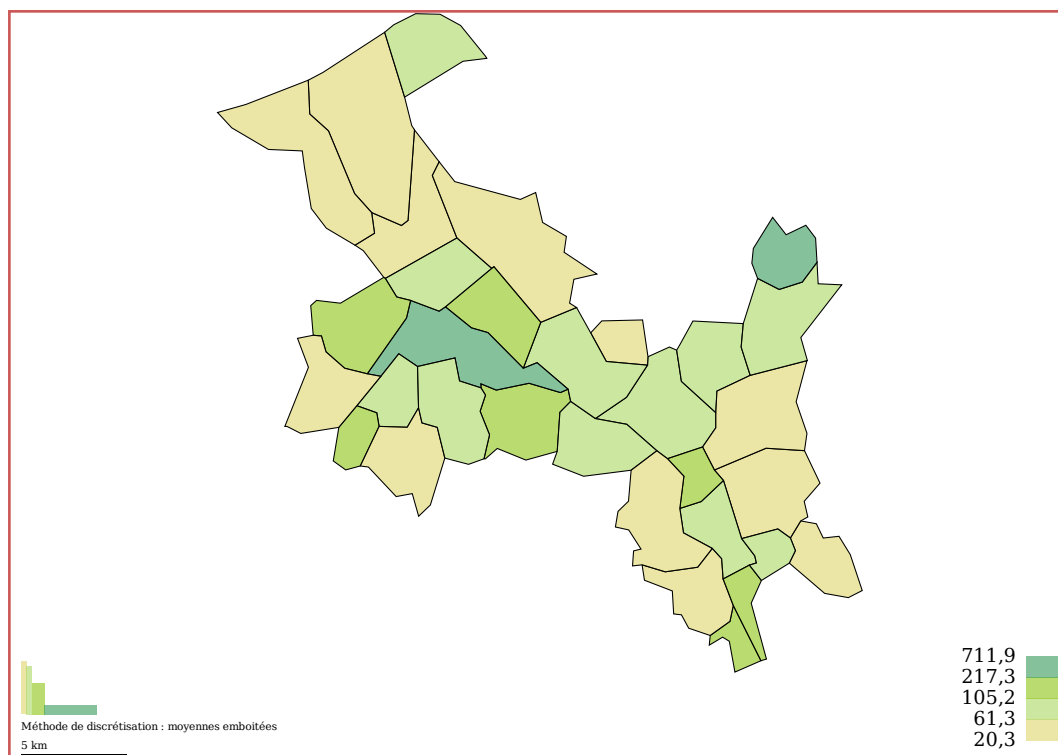 711,9
217,3
105,2
61,3
20,3
Méthode de discrétisation : moyennes emboitées
5 km